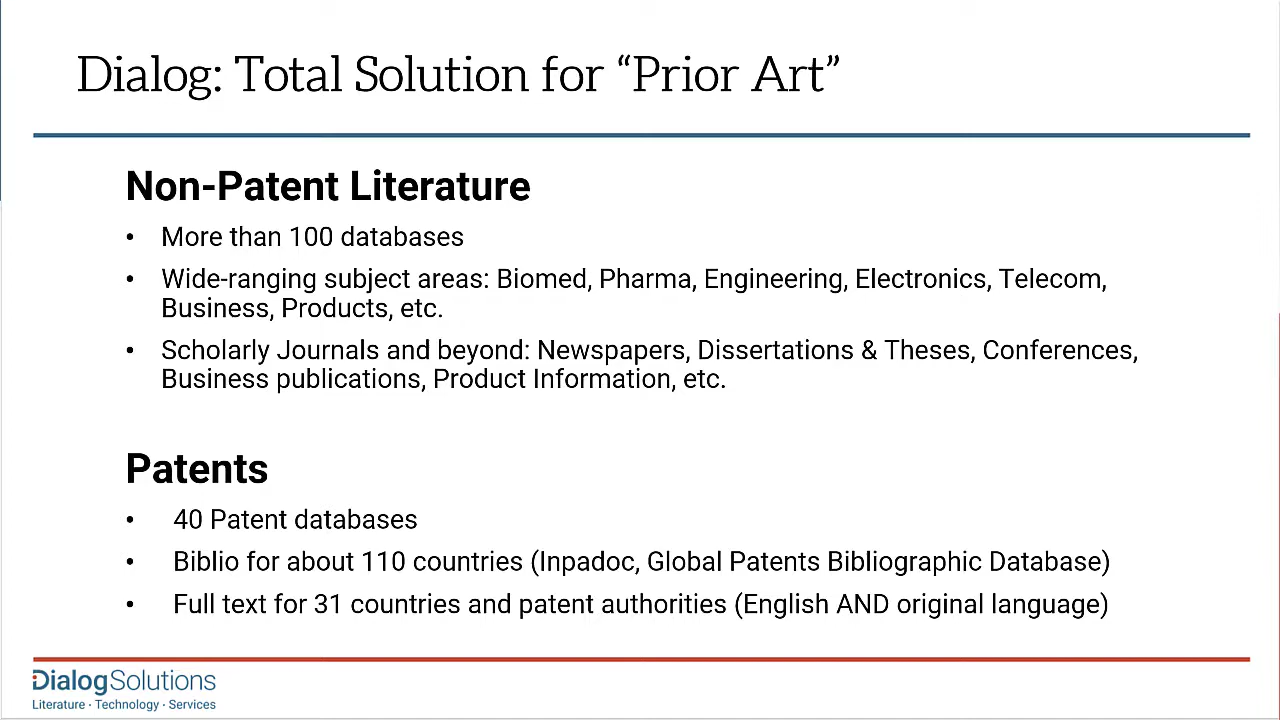 Dialog: Total Solution for “Prior Art”
Non-Patent Literature
• More than 100 databases
• Wide-ranging subject areas: Biomed, Pharma, Engineering, Electronics, Telecom,
Business, Products, etc.
• Scholarly Journals and beyond: Newspapers, Dissertations & Theses, Conferences,
Business publications, Product Information, etc.
Patents
• 40 Patent databases
• Biblio for about 110 countries (Inpadoc, Global Patents Bibliographic Database)
• Full text for 31 countries and patent authorities (English AND original language)
DialogSolutions
Literature · Technology · Services